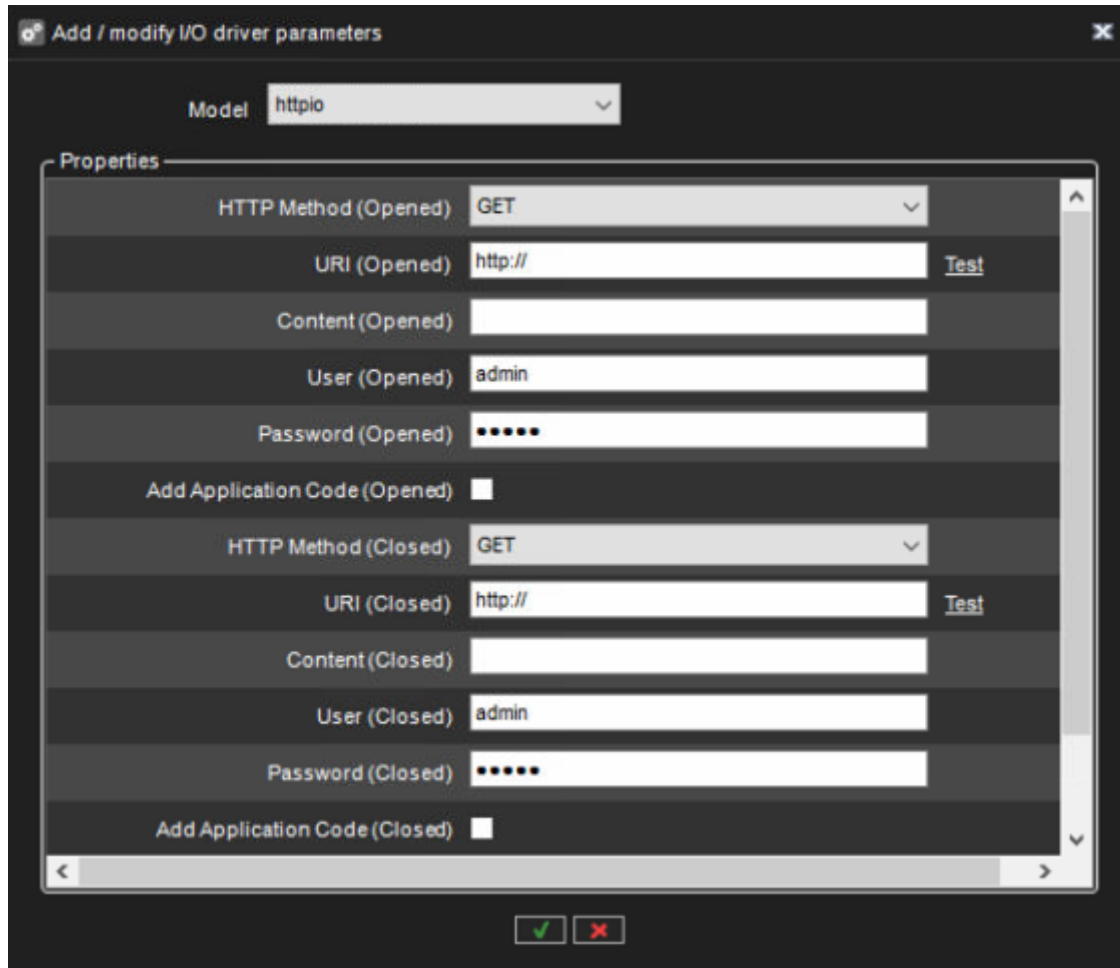 Add / modify I/O driver parameters
Model httpio
Properties
HTTP Method (Opened) GET
URI (Opened) http:// Test
Content (Opened)
User (Opened) admin
Password (Opened) •••••
Add Application Code (Opened)
HTTP Method (Closed) GET
URI (Closed) http:// Test
Content (Closed)
User (Closed) admin
Password (Closed) •••••
Add Application Code (Closed)